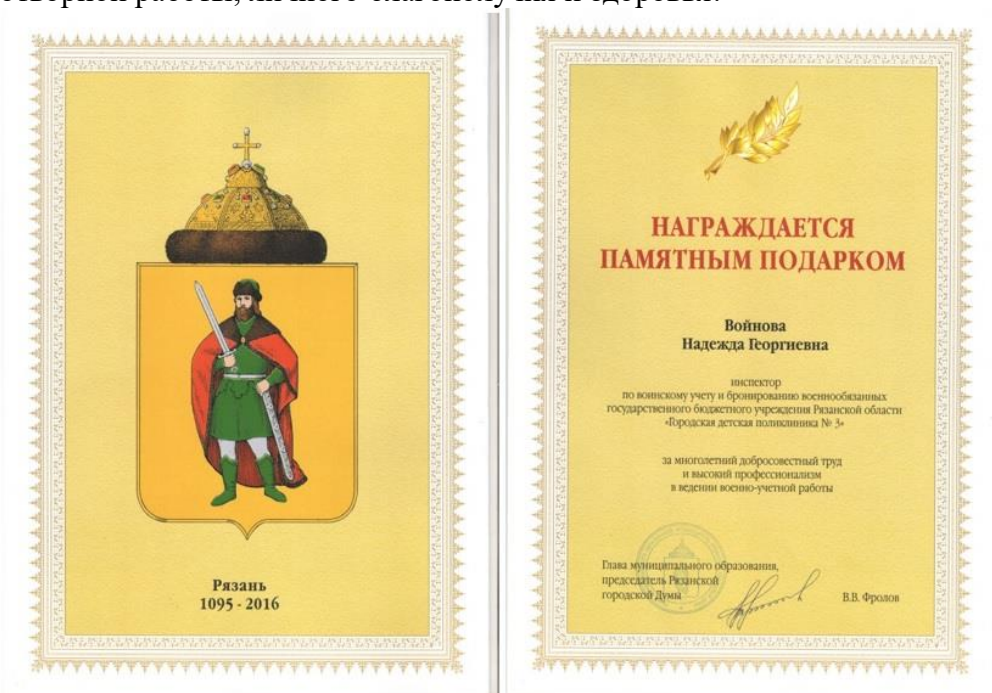 Рязань
1095 - 2016
НАГРАЖДАЕТСЯ
ПАМЯТНЫМ ПОДАРКОМ
Войнова
Надежда Георгиевна
инспектор
по воинскому учету и бронированию военнообязанных
государственного бюджетного учреждения Рязанской области
«Городская детская поликлиника № 3»
за многолетний добросовестный труд
и высокий профессионализм
в ведении военно-учетной работы
Глава муниципального образования,
председатель Рязанской
городской Думы
В.В. Фролов